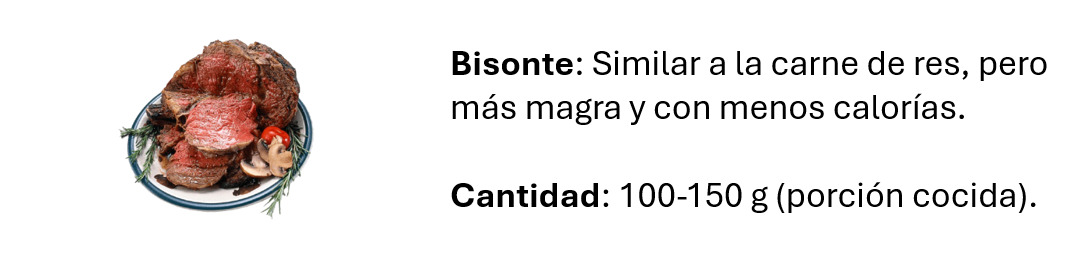 Bisonte: Similar a la carne de res, pero
más magra y con menos calorías.
Cantidad: 100-150 g (porción cocida).